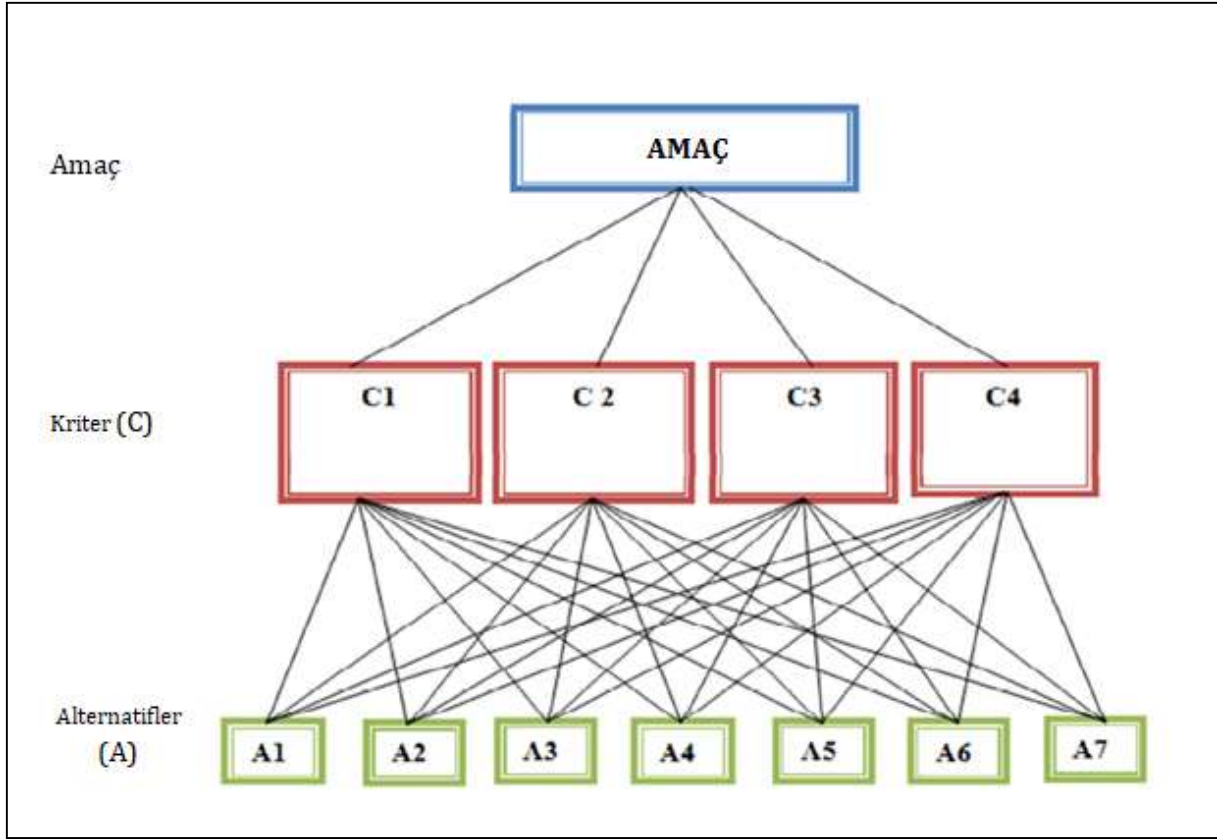 Amaç
AMAÇ
Kriter (C)
C1
C 2
C3
C4
Alternatifler
(A)
A1
A2
A3
A4
A5
A6
A7